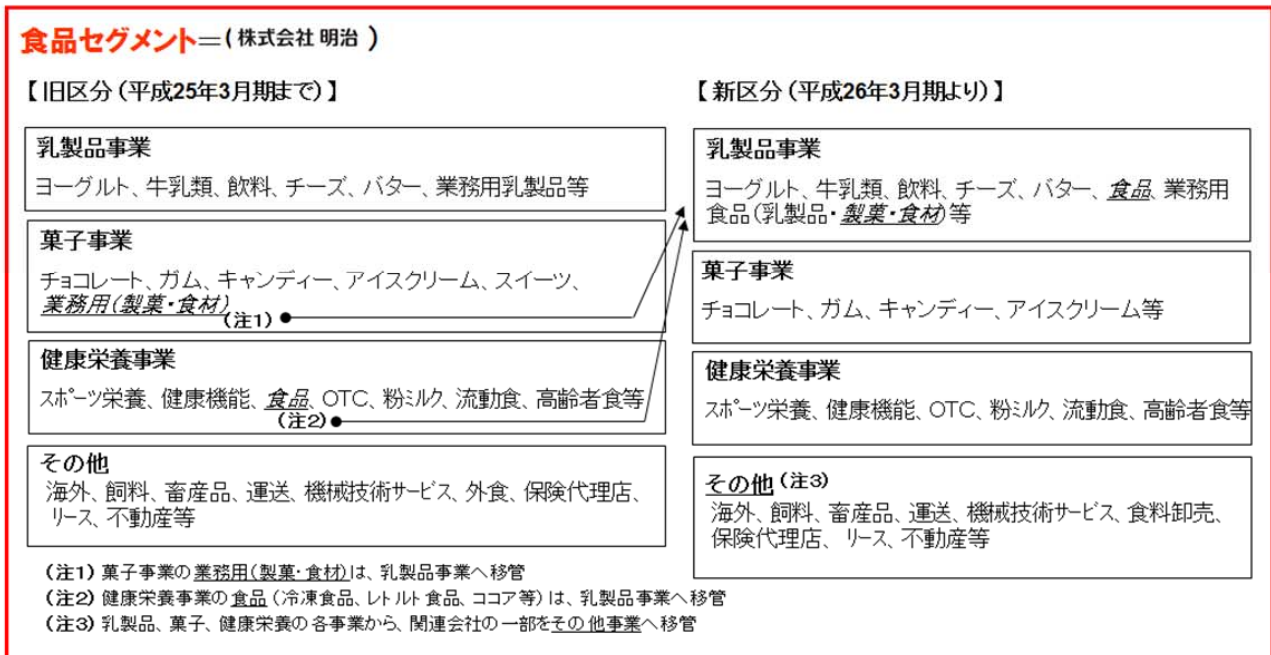 食品セグメント＝( 株式会社 明治 )
【旧区分（平成25年3月期まで）】
乳製品事業
ヨーグルト、牛乳類、飲料、チーズ、バター、業務用乳製品等
菓子事業
チョコレート、ガム、キャンディー、アイスクリーム、スイーツ、
業務用(製菓・食材)
(注1)
健康栄養事業
スポーツ栄養、健康機能、食品、OTC、粉ミルク、流動食、高齢者食等
(注2)
その他
海外、飼料、畜産品、運送、機械技術サービス、外食、保険代理店、
リース、不動産等
【新区分（平成26年3月期より）】
乳製品事業
ヨーグルト、牛乳類、飲料、チーズ、バター、食品、業務用
食品(乳製品・製菓・食材)等
菓子事業
チョコレート、ガム、キャンディー、アイスクリーム等
健康栄養事業
スポーツ栄養、健康機能、OTC、粉ミルク、流動食、高齢者食等
その他 (注3)
海外、飼料、畜産品、運送、機械技術サービス、食料卸売、
保険代理店、リース、不動産等
(注1) 菓子事業の業務用(製菓・食材)は、乳製品事業へ移管
(注2) 健康栄養事業の食品（冷凍食品、レトルト食品、ココア等）は、乳製品事業へ移管
(注3) 乳製品、菓子、健康栄養の各事業から、関連会社の一部をその他事業へ移管